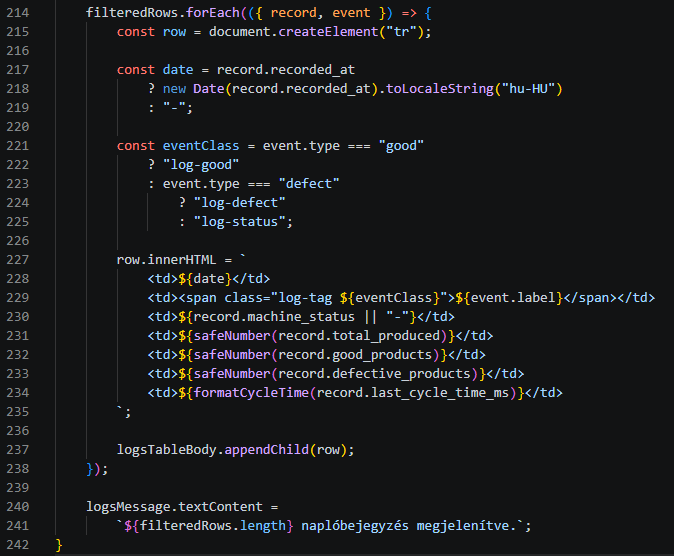 214 filteredRows.forEach(({ record, event }) => {
215 const row = document.createElement("tr");
216
217 const date = record.recorded_at
218 ? new Date(record.recorded_at).toLocaleString("hu-HU")
219 : "-";
220
221 const eventClass = event.type === "good"
222 ? "log-good"
223 : event.type === "defect"
224 ? "log-defect"
225 : "log-status";
226
227 row.innerHTML = `
228 <td>${date}</td>
229 <td><span class="log-tag ${eventClass}">${event.label}</span></td>
230 <td>${record.machine_status || "-"}</td>
231 <td>${safeNumber(record.total_produced)}</td>
232 <td>${safeNumber(record.good_products)}</td>
233 <td>${safeNumber(record.defective_products)}</td>
234 <td>${formatCycleTime(record.last_cycle_time_ms)}</td>
235 `;
236
237 logsTableBody.appendChild(row);
238 });
239
240 logsMessage.textContent =
241 `${filteredRows.length} naplóbejegyzés megjelenítve.`;
242 }